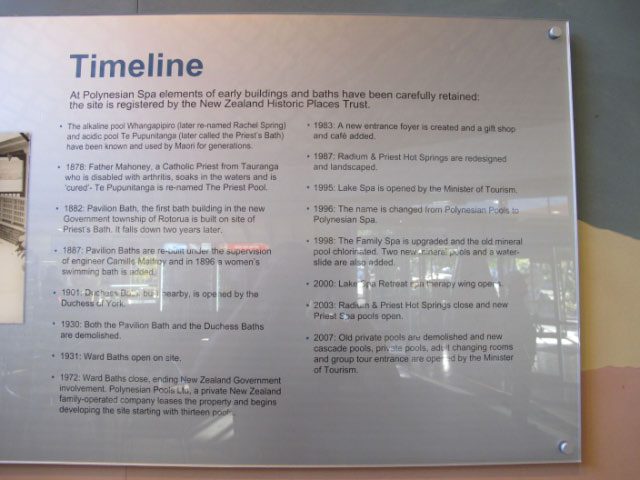 Timeline
At Polynesian Spa elements of early buildings and baths have been carefully retained;
the site is registered by the New Zealand Historic Places Trust.
• The alkaline pool Whangapipiro (later re-named Rachel Spring)
and acidic pool Te Pupunitanga (later called the Priest's Bath)
have been known and used by Maori for generations.
• 1878: Father Mahoney, a Catholic Priest from Tauranga
who is disabled with arthritis, soaks in the waters and is
'cured'- Te Pupunitanga is re-named The Priest Pool.
• 1882: Pavilion Bath, the first bath building in the new
Government township of Rotorua is built on site of
Priest's Bath. It falls down two years later.
• 1887: Pavilion Baths are re-built under the supervision
of engineer Camille Malfroy and in 1896 a women's
swimming bath is added.
• 1901: Duchess Bath, built nearby, is opened by the
Duchess of York.
• 1930: Both the Pavilion Bath and the Duchess Baths
are demolished.
• 1931: Ward Baths open on site.
• 1972: Ward Baths close, ending New Zealand Government
involvement. Polynesian Pools Ltd, a private New Zealand
family-operated company leases the property and begins
developing the site starting with thirteen pools.
• 1983: A new entrance foyer is created and a gift shop
and café added.
• 1987: Radium & Priest Hot Springs are redesigned
and landscaped.
• 1995: Lake Spa is opened by the Minister of Tourism.
• 1996: The name is changed from Polynesian Pools to
Polynesian Spa.
• 1998: The Family Spa is upgraded and the old mineral
pool chlorinated. Two new mineral pools and a water-
slide are also added.
• 2000: Lake Spa Retreat spa therapy wing opens.
• 2003: Radium & Priest Hot Springs close and new
Priest Spa pools open.
• 2007: Old private pools are demolished and new
cascade pools, private pools, adult changing rooms
and group tour entrance are opened by the Minister
of Tourism.